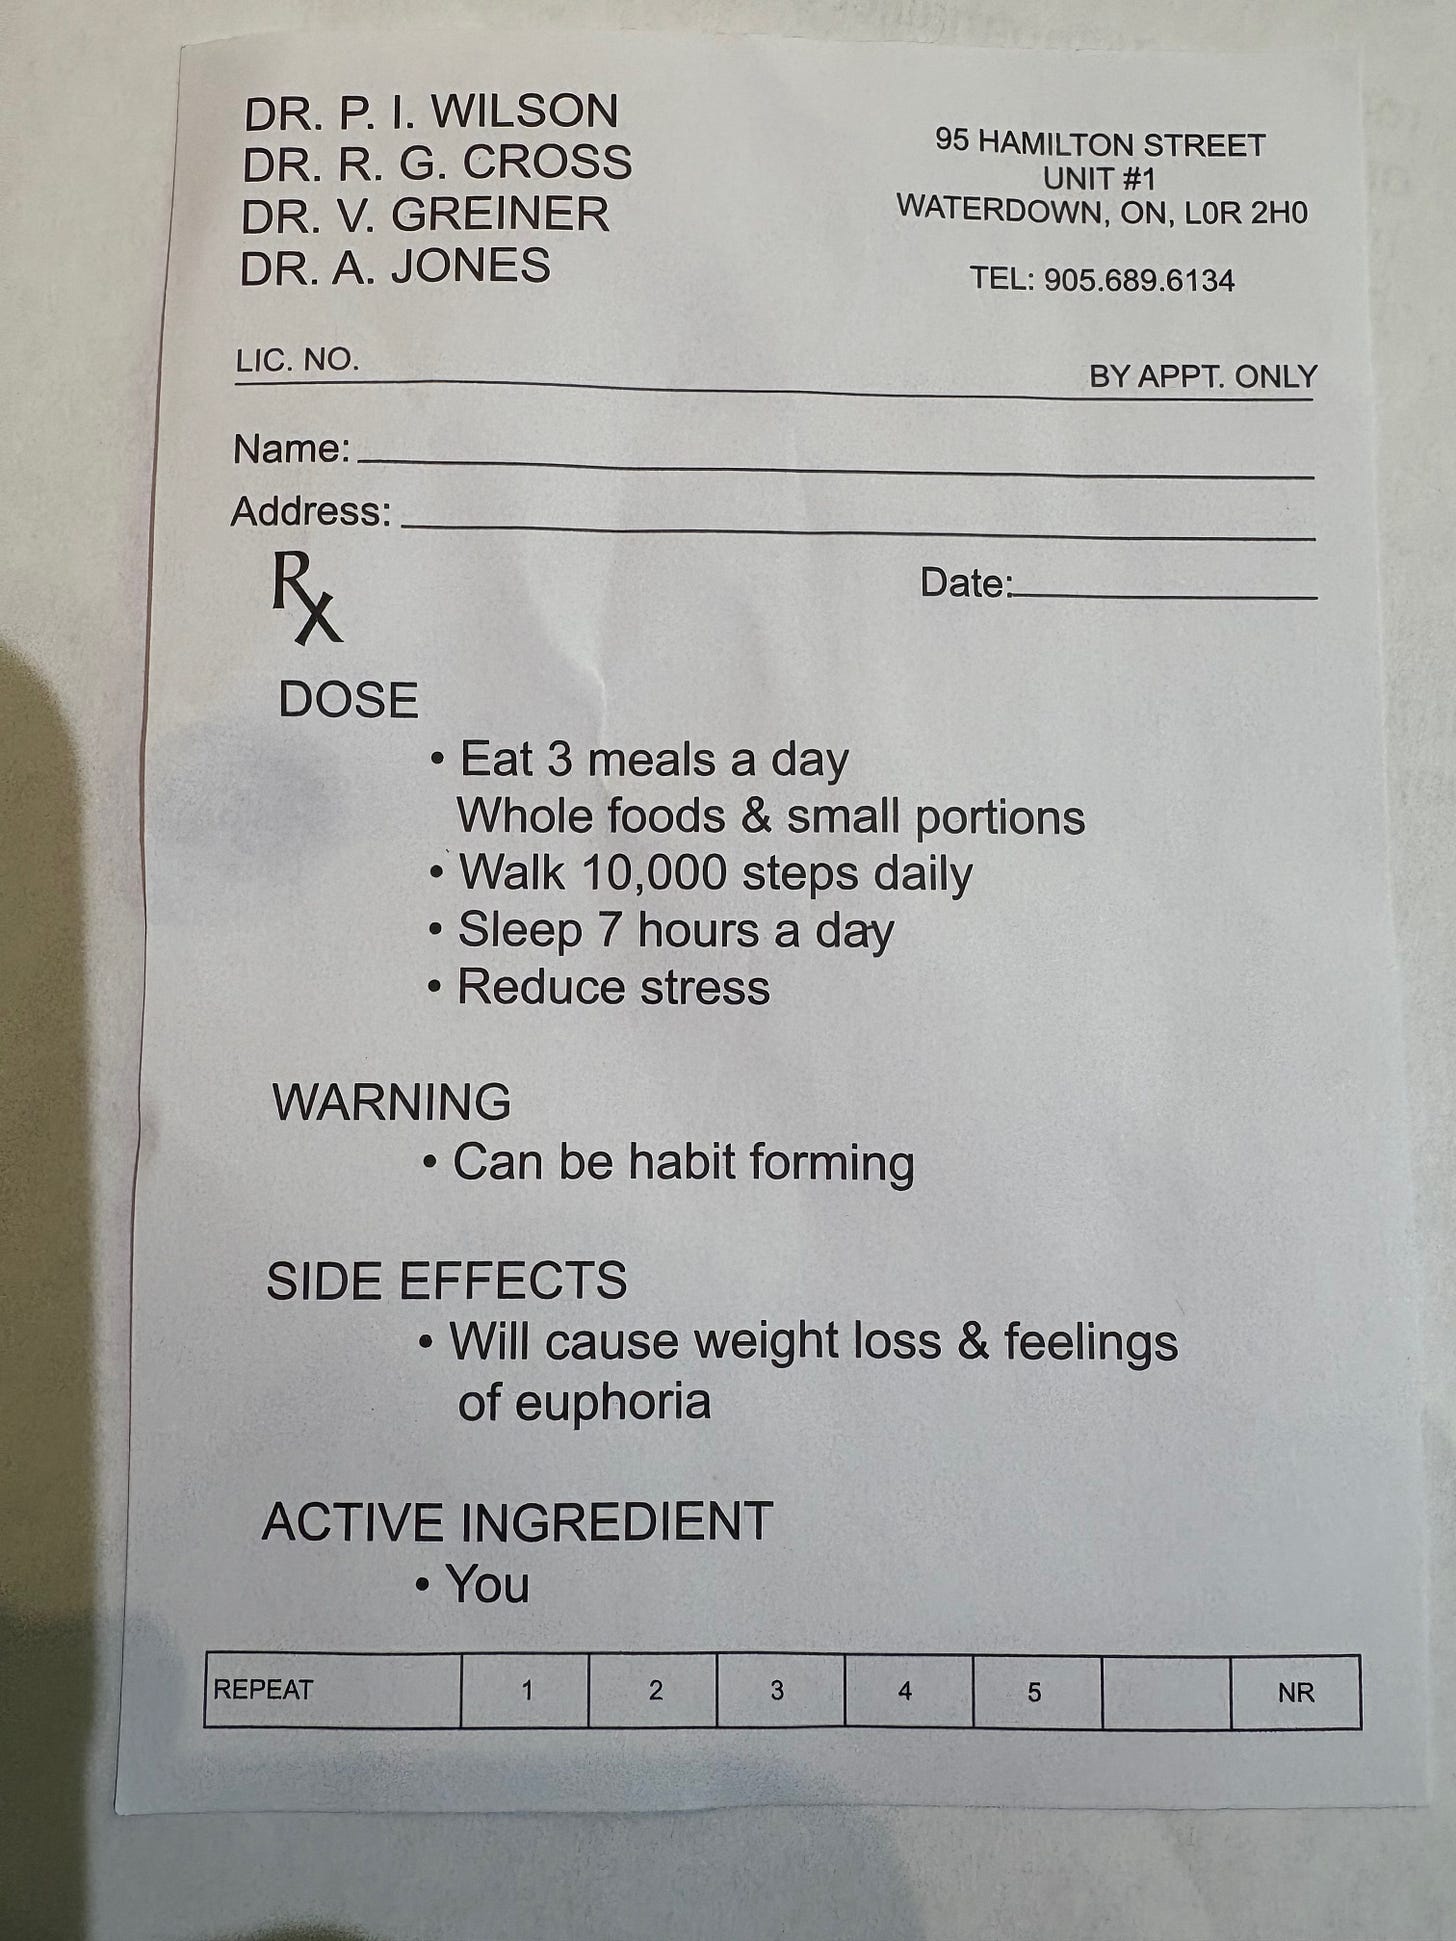 DR. P. I. WILSON
DR. R. G. CROSS
DR. V. GREINER
DR. A. JONES
95 HAMILTON STREET
UNIT #1
WATERDOWN, ON, L0R 2H0
TEL: 905.689.6134
LIC. NO.
BY APPT. ONLY
Name:
Address:
Rx
Date:
DOSE
• Eat 3 meals a day
Whole foods & small portions
• Walk 10,000 steps daily
• Sleep 7 hours a day
• Reduce stress
WARNING
• Can be habit forming
SIDE EFFECTS
• Will cause weight loss & feelings
of euphoria
ACTIVE INGREDIENT
• You
REPEAT 1 2 3 4 5 NR